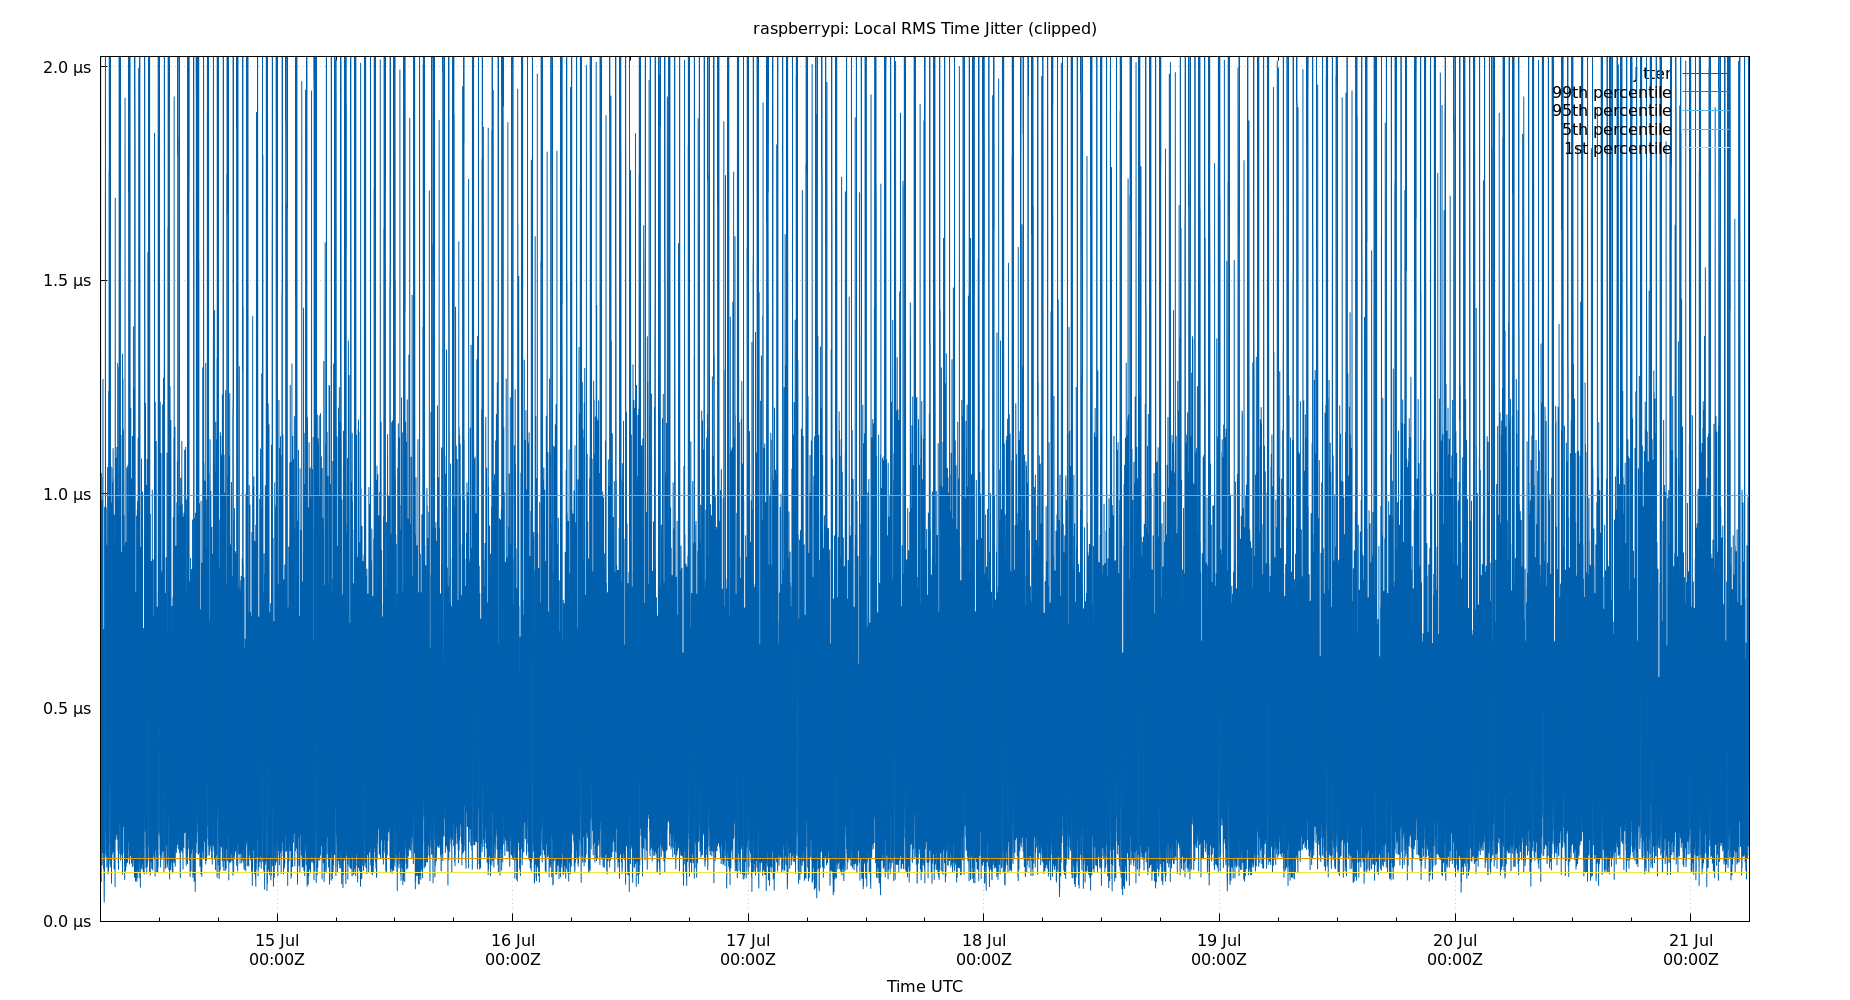 raspberrypi: Local RMS Time Jitter (clipped)
2.0 µs
1.5 µs
1.0 µs
0.5 µs
0.0 µs
jitter
99th percentile
95th percentile
5th percentile
1st percentile
15 Jul
00:00Z
16 Jul
00:00Z
17 Jul
00:00Z
18 Jul
00:00Z
19 Jul
00:00Z
20 Jul
00:00Z
21 Jul
00:00Z
Time UTC